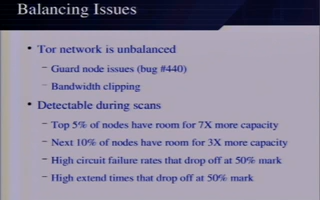 Balancing Issues
• Tor network is unbalanced
– Guard node issues (bug #440)
– Bandwidth clipping
• Detectable during scans
– Top 5% of nodes have room for 7X more capacity
– Next 10% of nodes have room for 3X more capacity
– High circuit failure rates that drop off at 50% mark
– High extend times that drop off at 50% mark